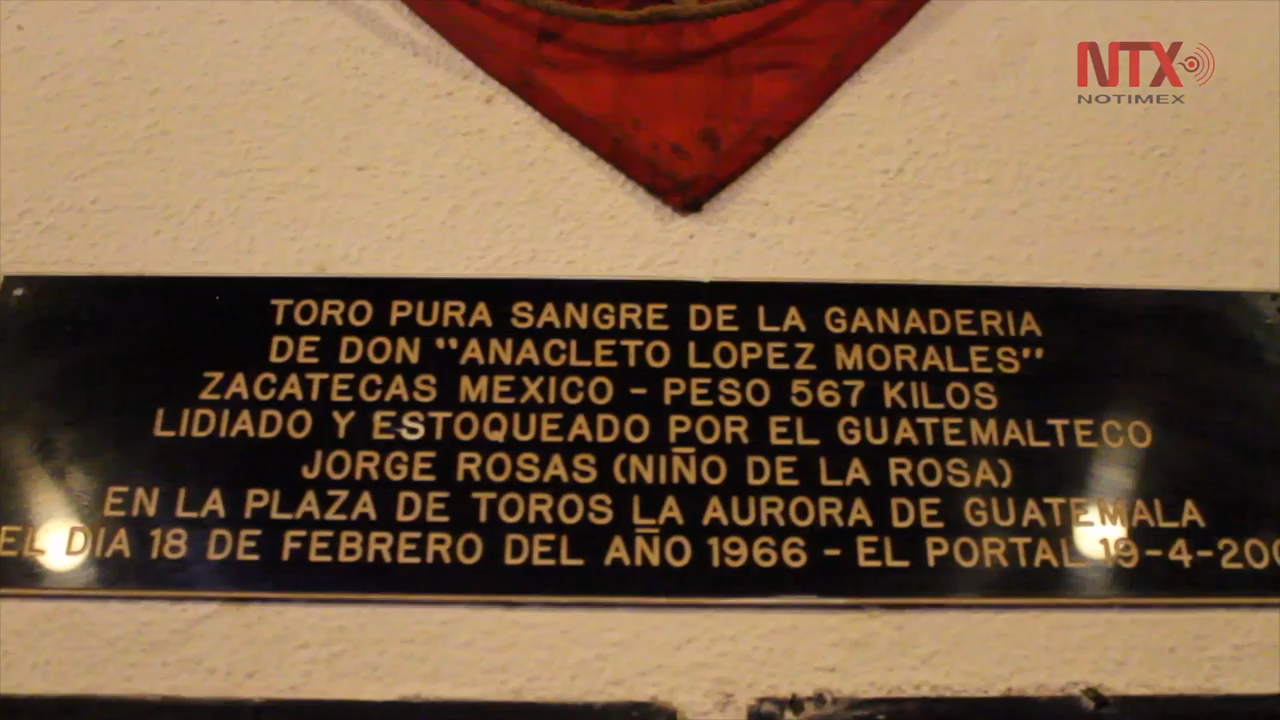 NTX
NOTIMEX
TORO PURA SANGRE DE LA GANADERIA
DE DON "ANACLETO LOPEZ MORALES"
ZACATECAS MEXICO - PESO 567 KILOS
LIDIADO Y ESTOQUEADO POR EL GUATEMALTECO
JORGE ROSAS (NIÑO DE LA ROSA)
EN LA PLAZA DE TOROS LA AURORA DE GUATEMALA
EL DIA 18 DE FEBRERO DEL AÑO 1966 - EL PORTAL